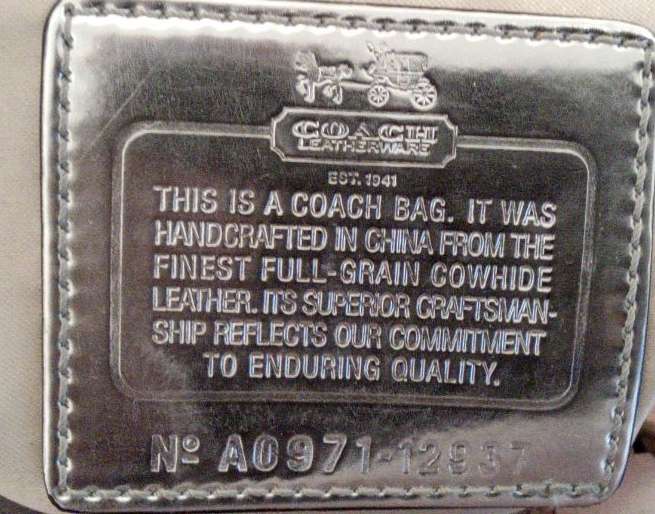 COACH
LEATHERWARE
EST. 1941
THIS IS A COACH BAG. IT WAS
HANDCRAFTED IN CHINA FROM THE
FINEST FULL-GRAIN COWHIDE
LEATHER. ITS SUPERIOR CRAFTSMAN-
SHIP REFLECTS OUR COMMITMENT
TO ENDURING QUALITY.
Nº A0971-12937